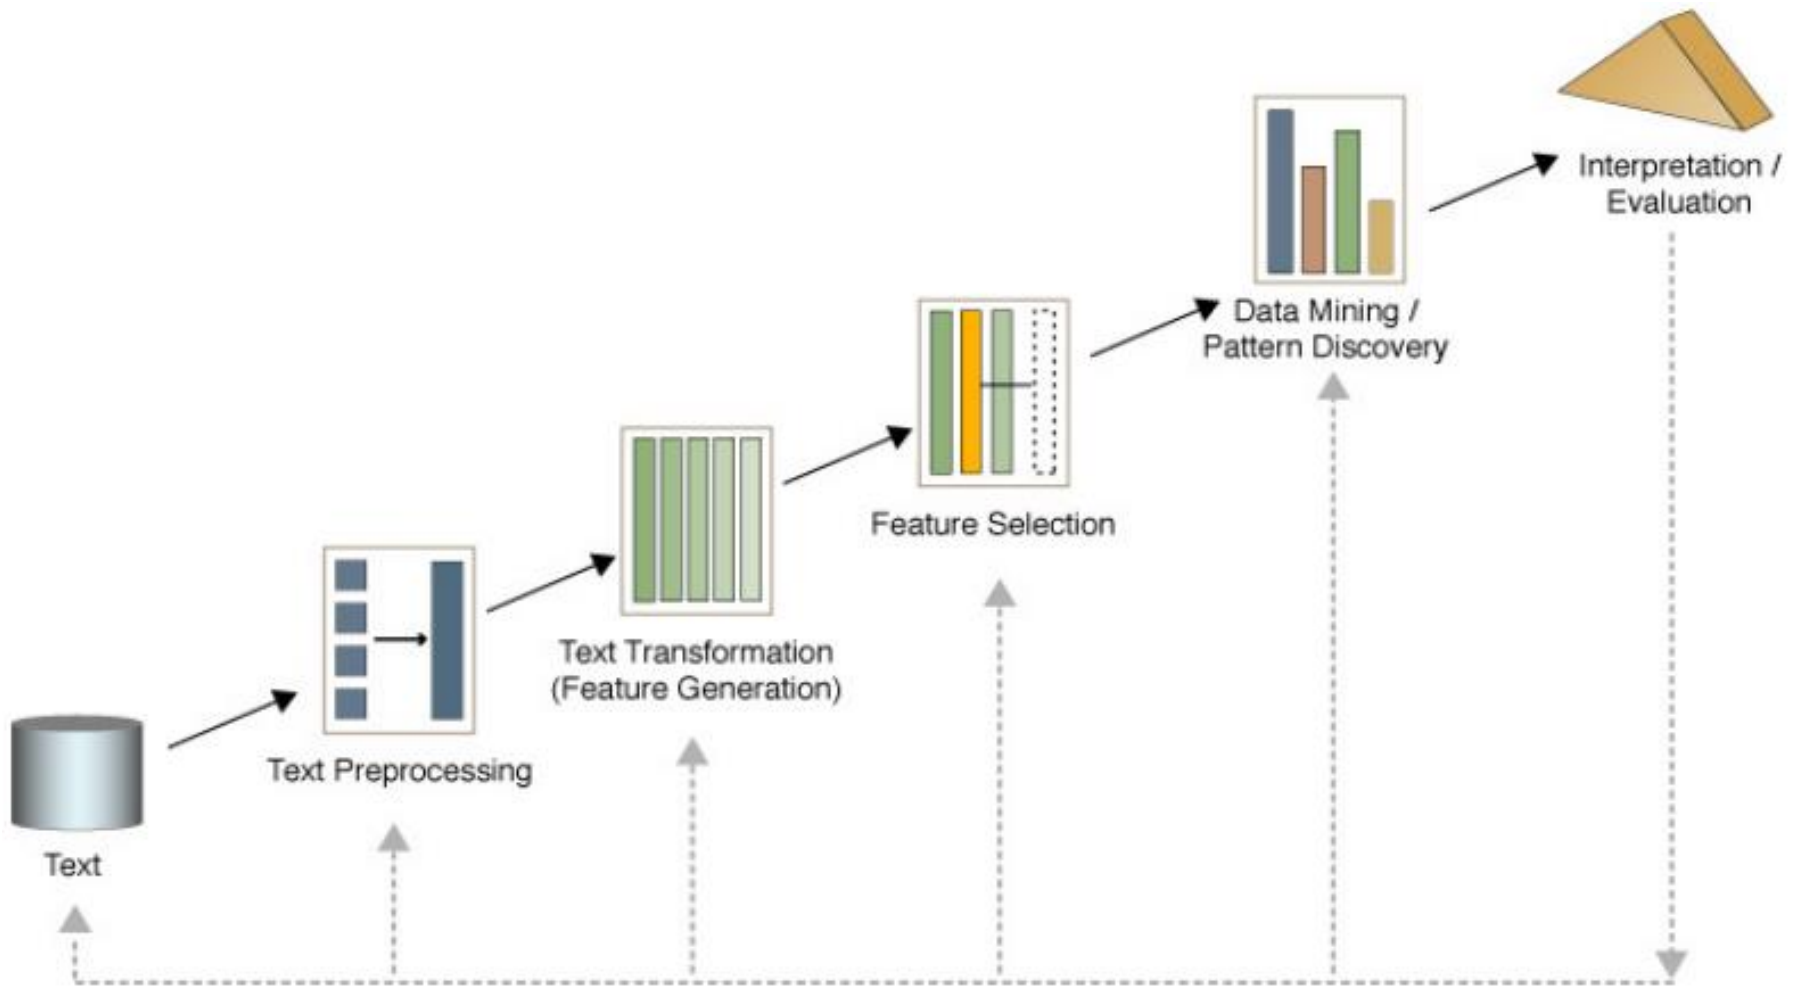 Text
Text Preprocessing
Text Transformation
(Feature Generation)
Feature Selection
Data Mining /
Pattern Discovery
Interpretation /
Evaluation